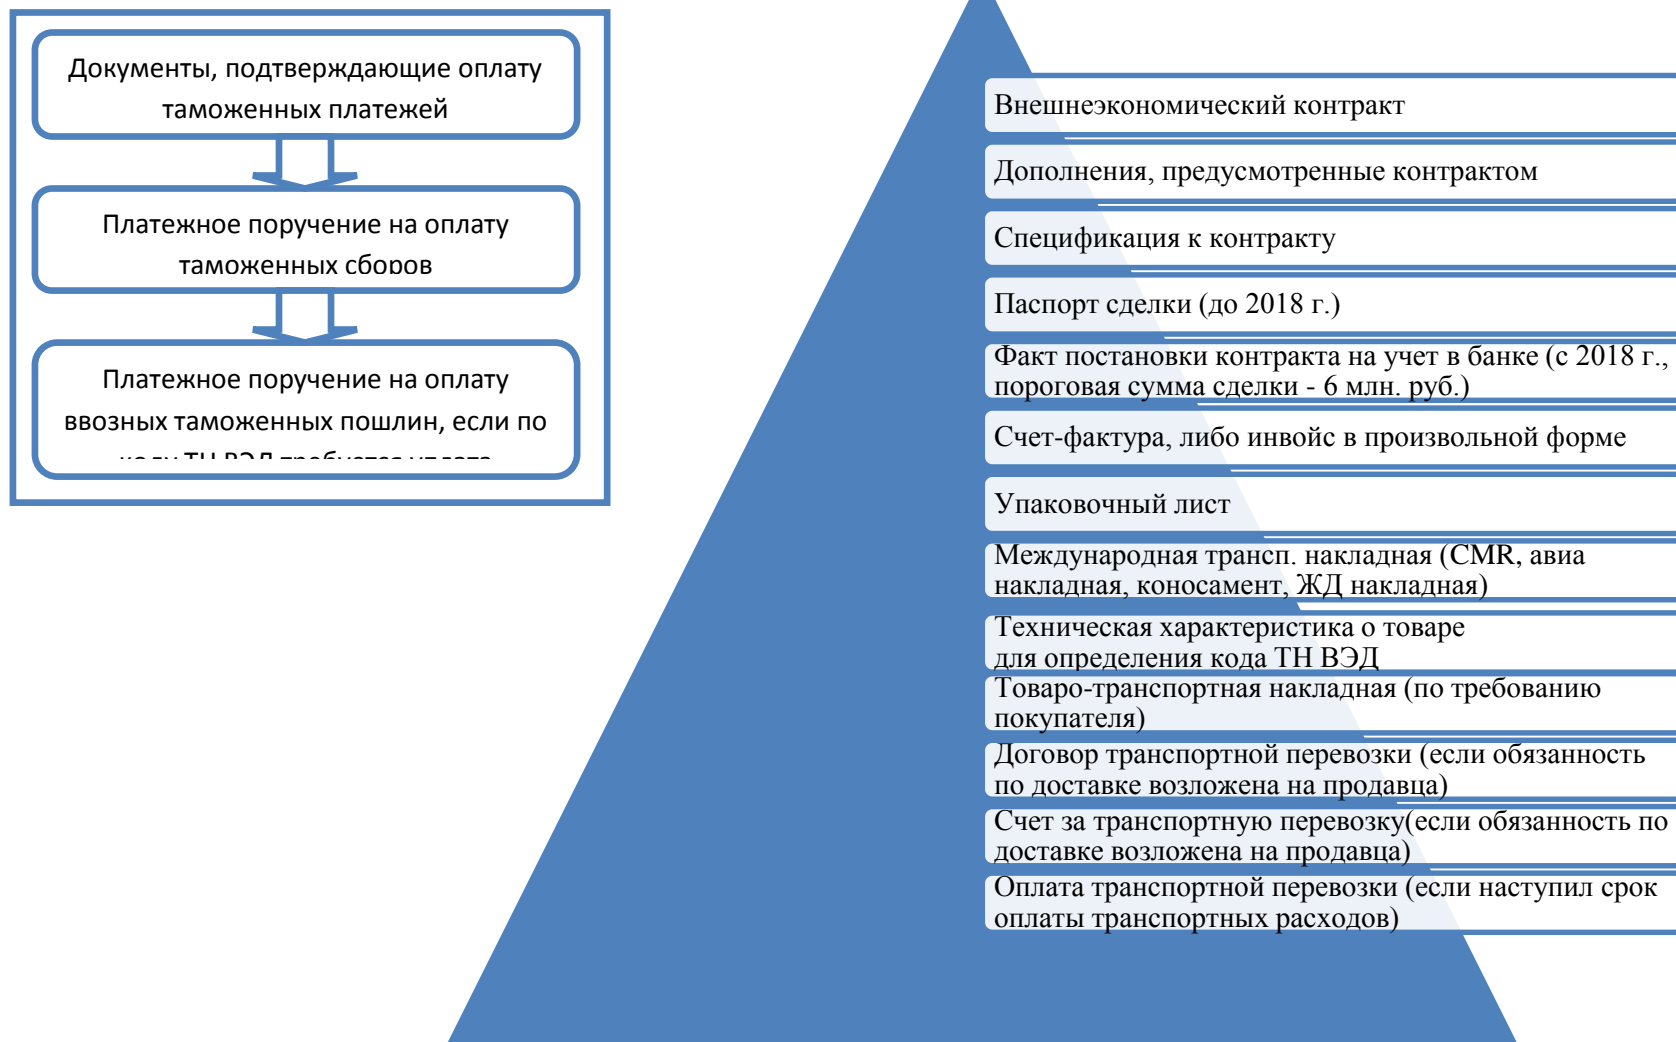 Документы, подтверждающие оплату
таможенных платежей
Платежное поручение на оплату
таможенных сборов
Платежное поручение на оплату
ввозных таможенных пошлин, если по
коду ТН ВЭД требуется уплата
Внешнеэкономический контракт
Дополнения, предусмотренные контрактом
Спецификация к контракту
Паспорт сделки (до 2018 г.)
Факт постановки контракта на учет в банке (с 2018 г.,
пороговая сумма сделки - 6 млн. руб.)
Счет-фактура, либо инвойс в произвольной форме
Упаковочный лист
Международная трансп. накладная (CMR, авиа
накладная, коносамент, ЖД накладная)
Техническая характеристика о товаре
для определения кода ТН ВЭД
Товаро-транспортная накладная (по требованию
покупателя)
Договор транспортной перевозки (если обязанность
по доставке возложена на продавца)
Счет за транспортную перевозку(если обязанность по
доставке возложена на продавца)
Оплата транспортной перевозки (если наступил срок
оплаты транспортных расходов)